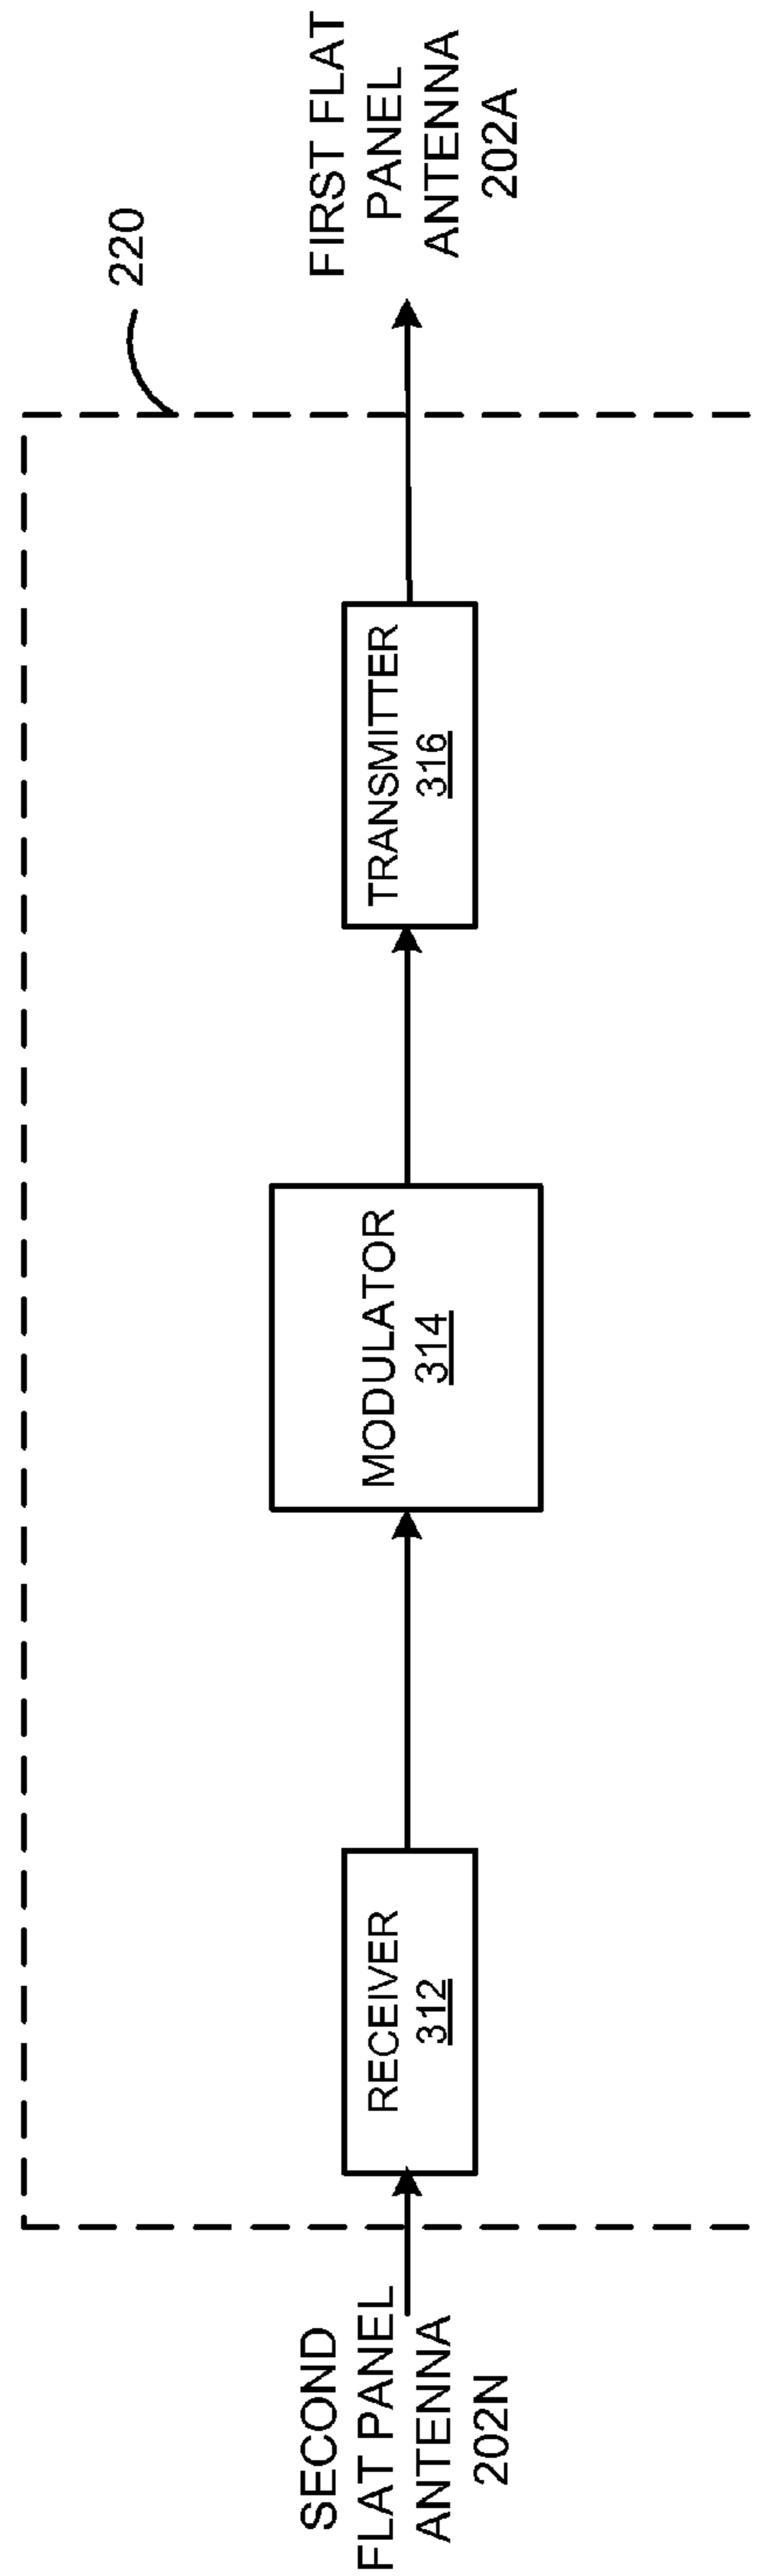 220
SECOND
FLAT PANEL
ANTENNA
202N
RECEIVER
312
MODULATOR
314
TRANSMITTER
316
FIRST FLAT
PANEL
ANTENNA
202A